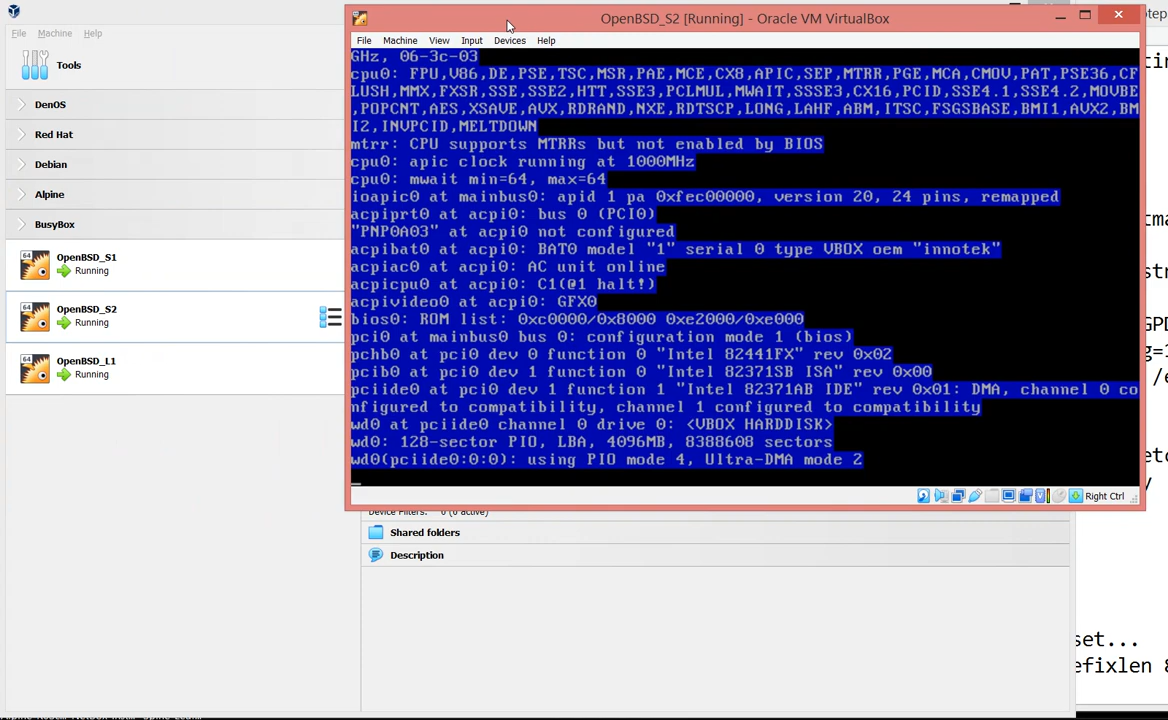 OpenBSD_S2 [Running] - Oracle VM VirtualBox
File Machine Help
File Machine View Input Devices Help
Tools
DenOS
Red Hat
Debian
Alpine
BusyBox
64 OpenBSD_S1
Running
64 OpenBSD_S2
Running
64 OpenBSD_L1
Running
GHz, 06-3c-03
cpu0: FPU,V86,DE,PSE,TSC,MSR,PAE,MCE,CX8,APIC,SEP,MTRR,PGE,MCA,CMOV,PAT,PSE36,CF
LUSH,MMX,FXSR,SSE,SSE2,HTT,SSE3,PCLMUL,MWAIT,SSSE3,CX16,PCID,SSE4.1,SSE4.2,MOVBE
,POPCNT,AES,XSAVE,AVX,RDRAND,NXE,RDTSCP,LONG,LAHF,ABM,ITSC,FSGSBASE,BMI1,AVX2,BM
I2,INVPCID,MELTDOWN
mtrr: CPU supports MTRRs but not enabled by BIOS
cpu0: apic clock running at 1000MHz
cpu0: mwait min=64, max=64
ioapic0 at mainbus0: apid 1 pa 0xfec00000, version 20, 24 pins, remapped
acpiprt0 at acpi0: bus 0 (PCI0)
"PNP0A03" at acpi0 not configured
acpibat0 at acpi0: BAT0 model "1" serial 0 type VBOX oem "innotek"
acpiac0 at acpi0: AC unit online
acpicpu0 at acpi0: C1(@1 halt!)
acpivideo0 at acpi0: GFX0
bios0: ROM list: 0xc0000/0x8000 0xe2000/0xe000
pci0 at mainbus0 bus 0: configuration mode 1 (bios)
pchb0 at pci0 dev 0 function 0 "Intel 82441FX" rev 0x02
pcib0 at pci0 dev 1 function 0 "Intel 82371SB ISA" rev 0x00
pciide0 at pci0 dev 1 function 1 "Intel 82371AB IDE" rev 0x01: DMA, channel 0 co
nfigured to compatibility, channel 1 configured to compatibility
wd0 at pciide0 channel 0 drive 0: <VBOX HARDDISK>
wd0: 128-sector PIO, LBA, 4096MB, 8388608 sectors
wd0(pciide0:0:0): using PIO mode 4, Ultra-DMA mode 2
Right Ctrl
Device Filters: 0 (0 active)
Shared folders
Description
set...
efixlen 8